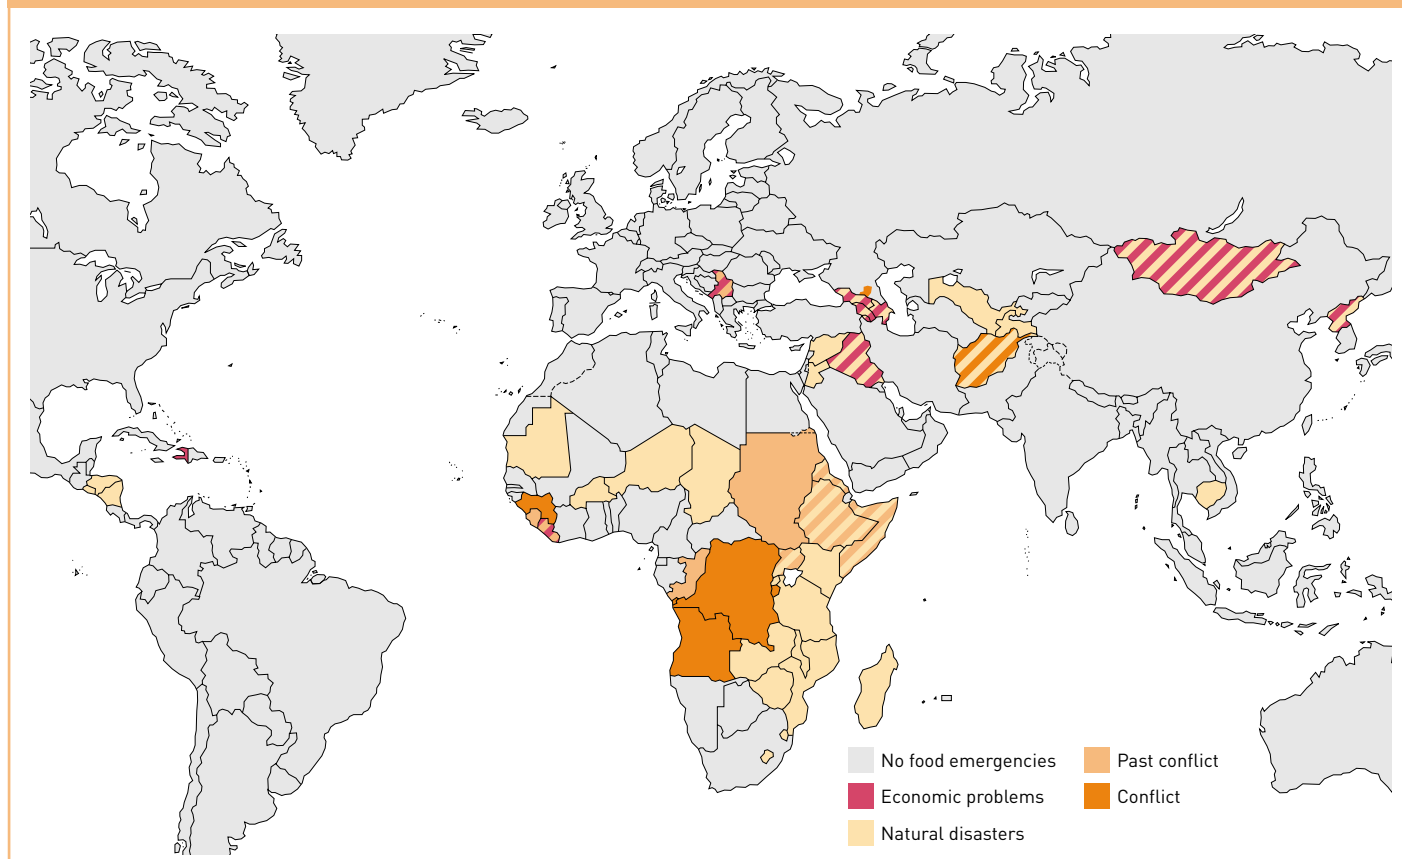 No food emergencies
Economic problems
Natural disasters
Past conflict
Conflict